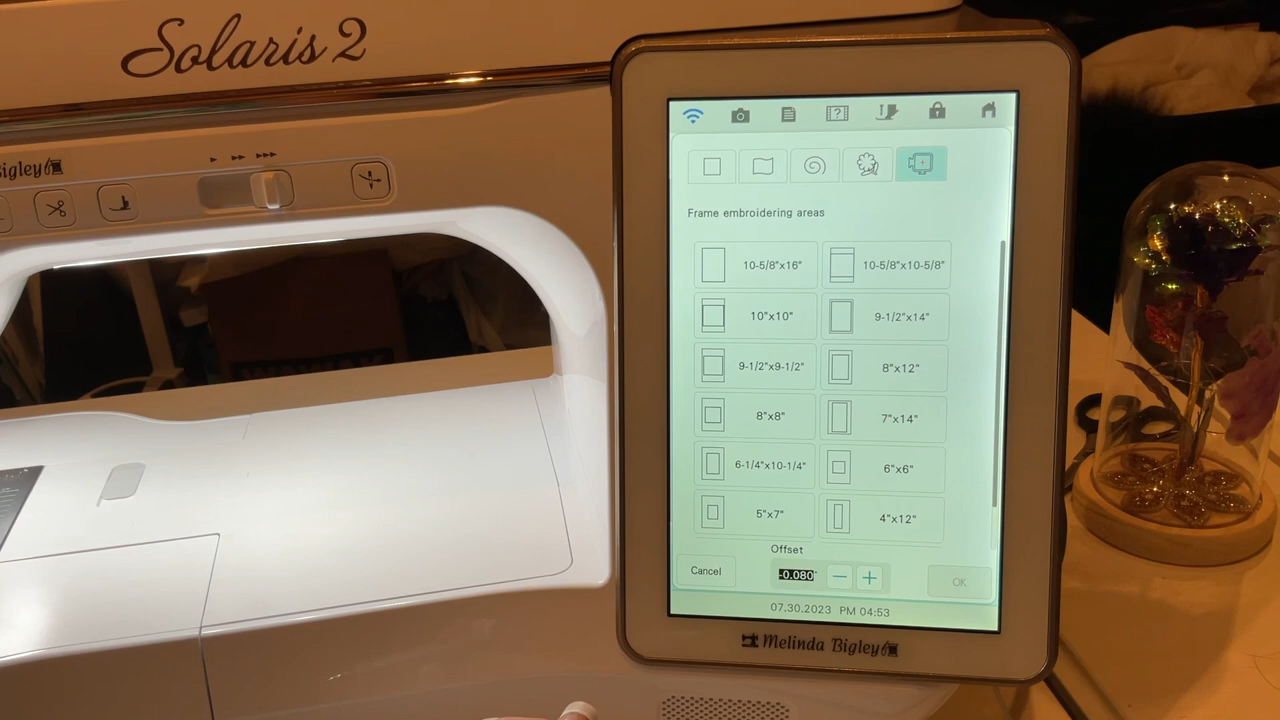 Solaris 2
Bigley
?
Frame embroidering areas
10-5/8"x16"
10-5/8"x10-5/8"
10"x10"
9-1/2"x14"
9-1/2"x9-1/2"
8"x12"
8"x8"
7"x14"
6-1/4"x10-1/4"
6"x6"
5"x7"
4"x12"
Offset
Cancel
-0.080"
OK
07.30.2023 PM 04:53
Melinda Bigley